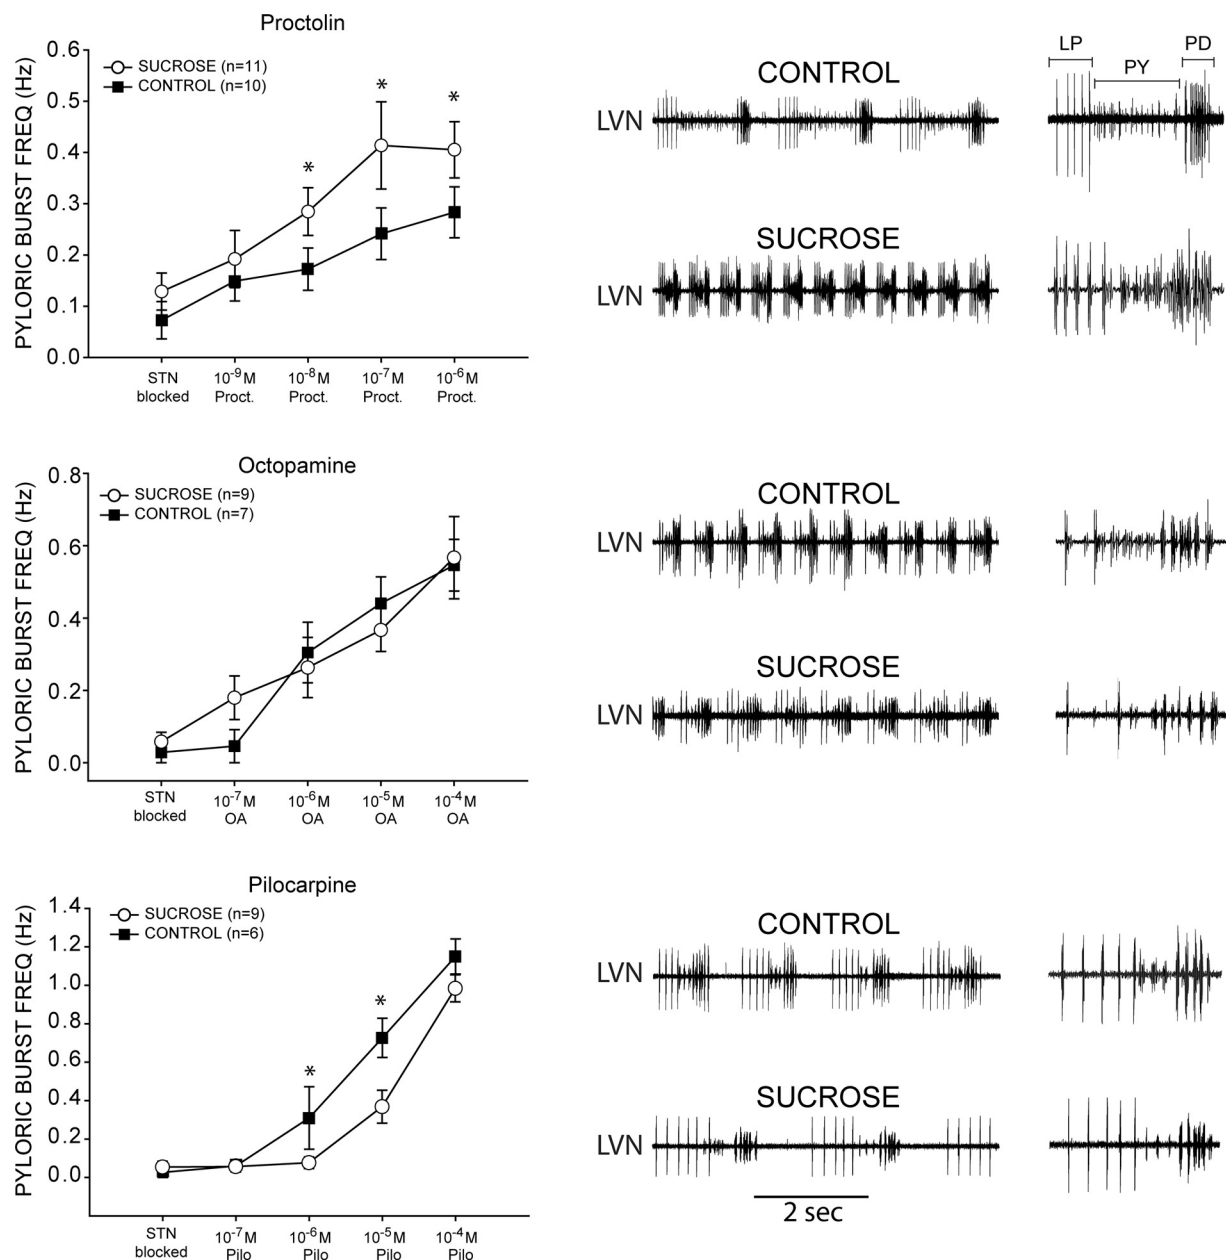 Proctolin
PYLORIC BURST FREQ (Hz)
0.6
0.5
0.4
0.3
0.2
0.1
0.0
SUCROSE (n=11)
CONTROL (n=10)
*
*
*
STN blocked
10-9M Proct.
10-8M Proct.
10-7M Proct.
10-6M Proct.
CONTROL
LVN
LP
PY
PD
SUCROSE
LVN
Octopamine
PYLORIC BURST FREQ (Hz)
0.8
0.6
0.4
0.2
0.0
SUCROSE (n=9)
CONTROL (n=7)
STN blocked
10-7M OA
10-6M OA
10-5M OA
10-4M OA
CONTROL
LVN
SUCROSE
LVN
Pilocarpine
PYLORIC BURST FREQ (Hz)
1.4
1.2
1.0
0.8
0.6
0.4
0.2
0.0
SUCROSE (n=9)
CONTROL (n=6)
*
*
STN blocked
10-7M Pilo
10-6M Pilo
10-5M Pilo
10-4M Pilo
CONTROL
LVN
SUCROSE
LVN
2 sec